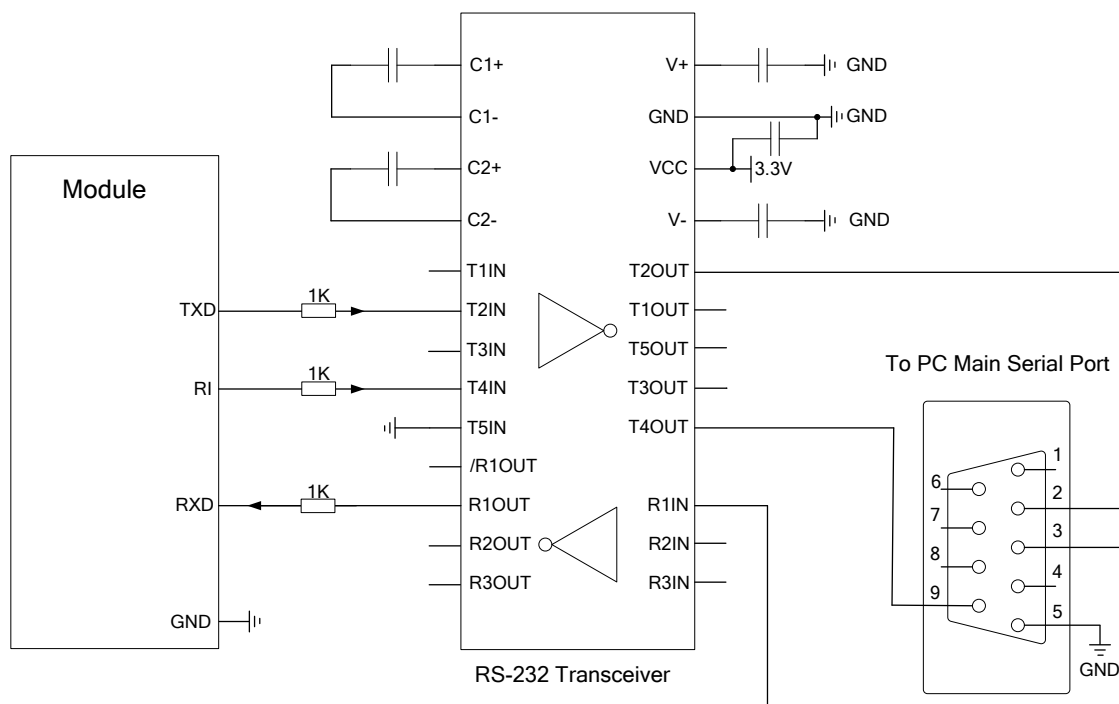 Module
TXD
RI
RXD
GND
1K
1K
1K
C1+
C1-
C2+
C2-
T1IN
T2IN
T3IN
T4IN
T5IN
/R1OUT
R1OUT
R2OUT
R3OUT
V+
GND
VCC
V-
T2OUT
T1OUT
T5OUT
T3OUT
T4OUT
R1IN
R2IN
R3IN
GND
GND
3.3V
GND
RS-232 Transceiver
To PC Main Serial Port
1
6
2
7
3
8
4
9
5
GND